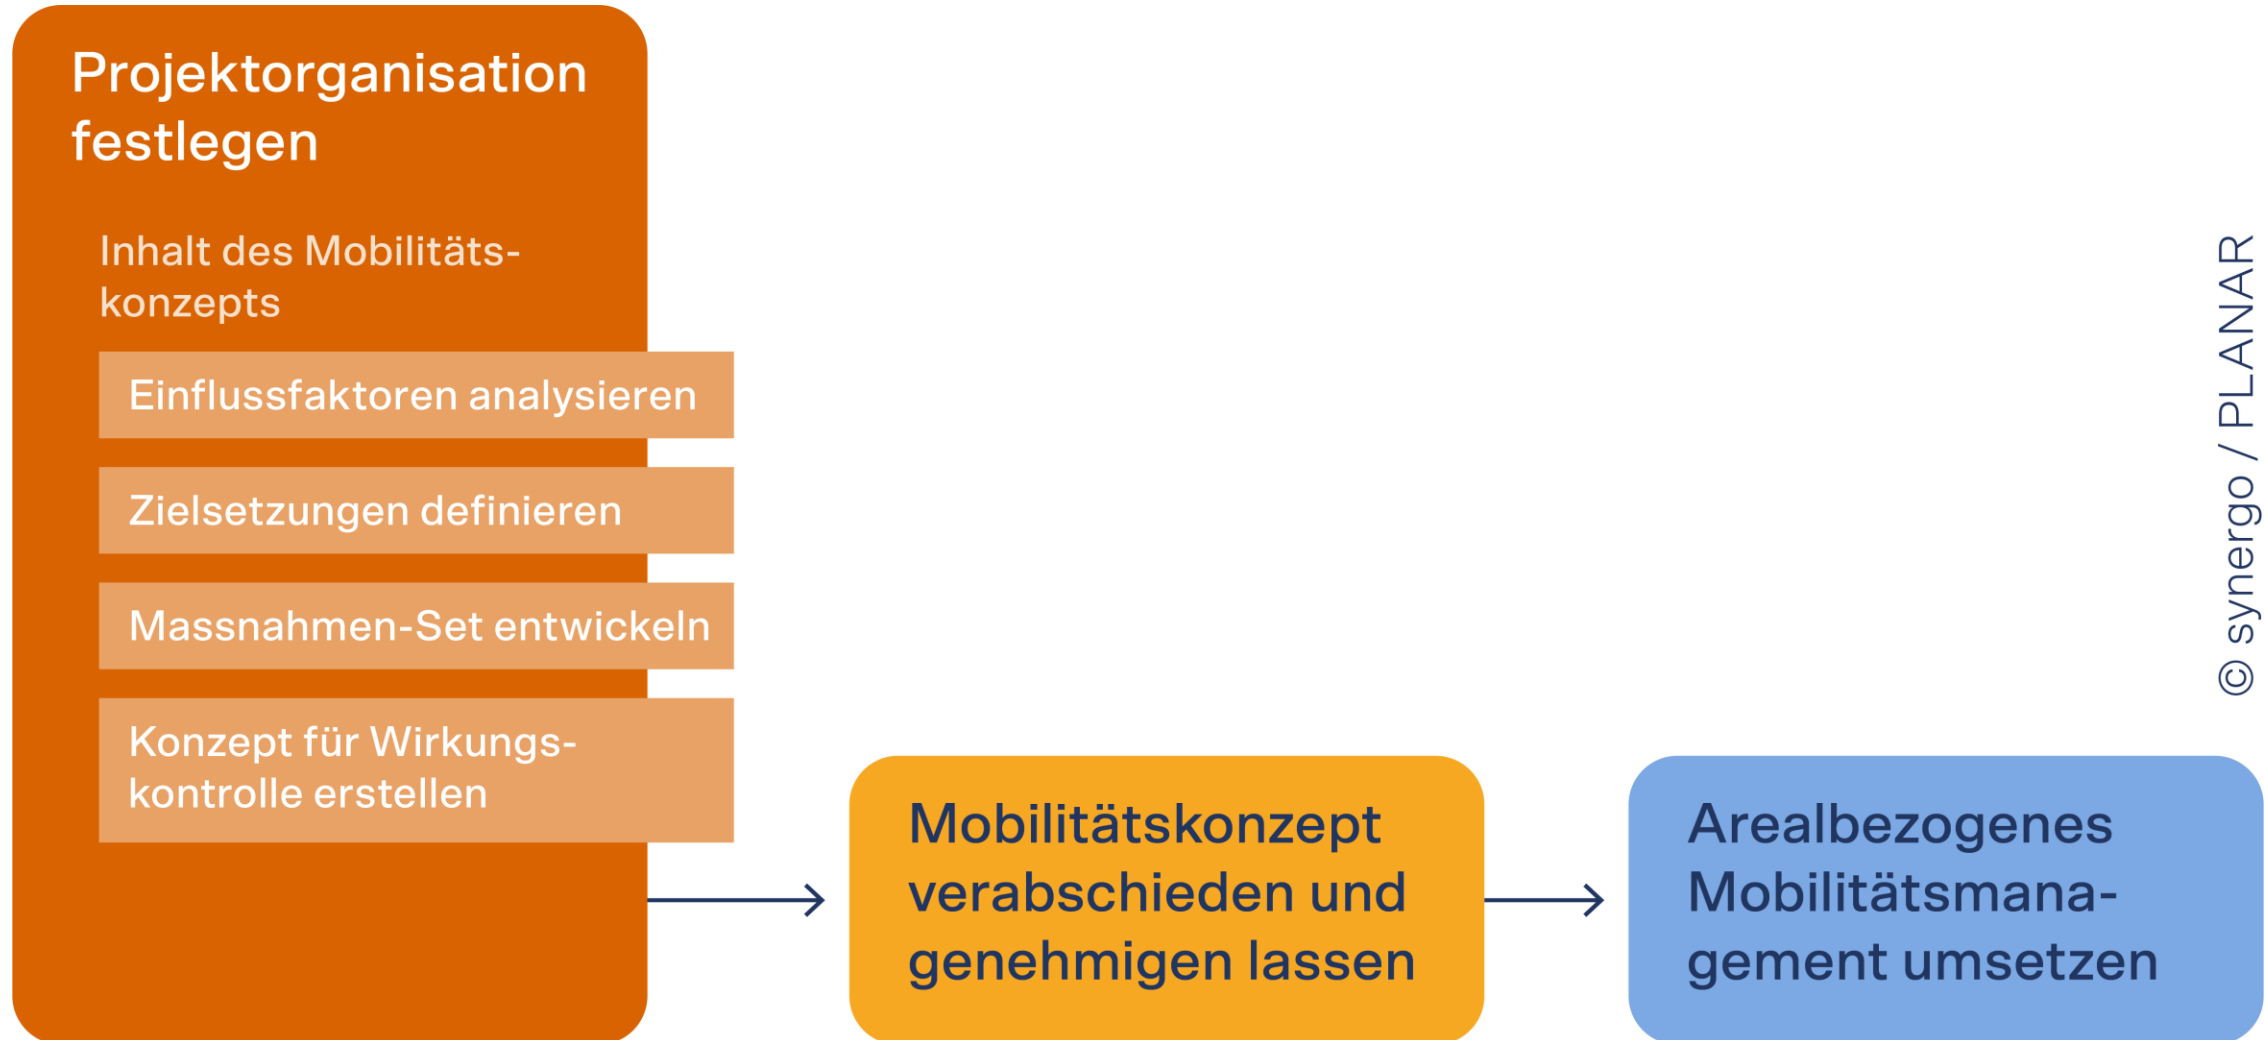 Projektorganisation
festlegen
Inhalt des Mobilitäts-
konzepts
Einflussfaktoren analysieren
Zielsetzungen definieren
Massnahmen-Set entwickeln
Konzept für Wirkungs-
kontrolle erstellen
Mobilitätskonzept
verabschieden und
genehmigen lassen
Arealbezogenes
Mobilitätsmana-
gement umsetzen
© synergo / PLANAR